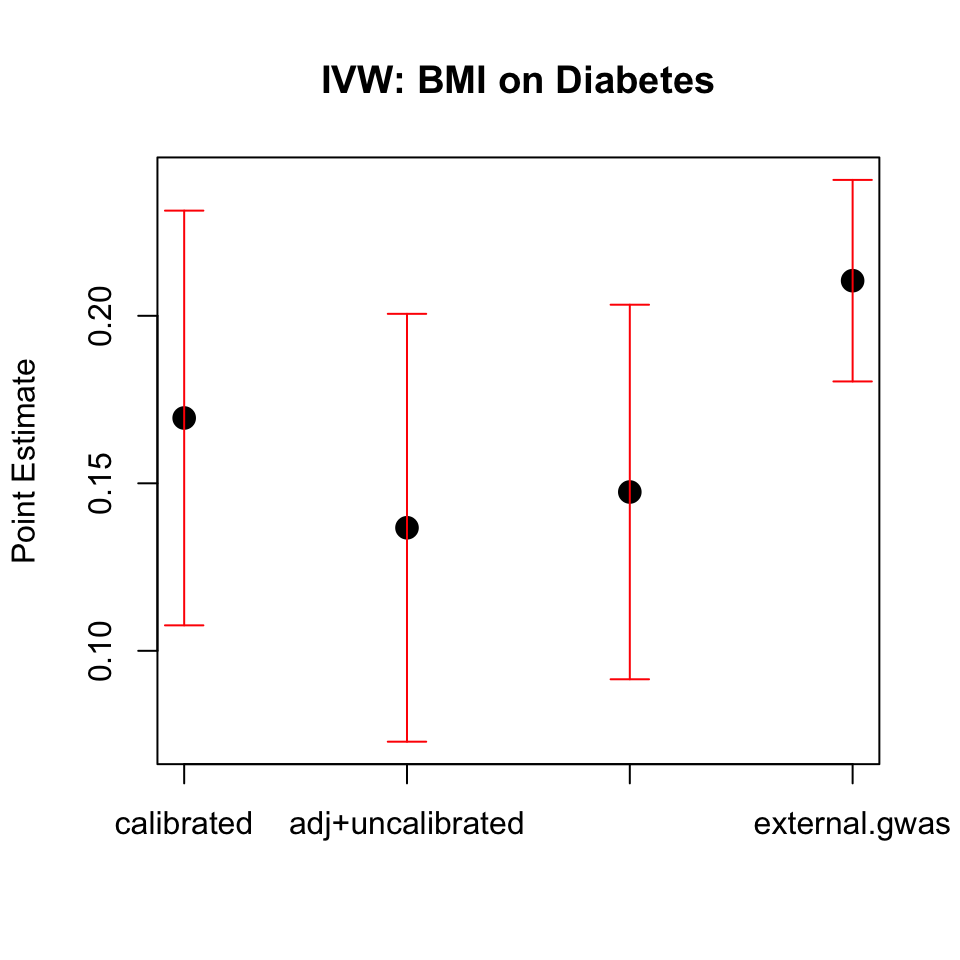 IVW: BMI on Diabetes
Point Estimate
0.20
0.15
0.10
calibrated
adj+uncalibrated
external.gwas